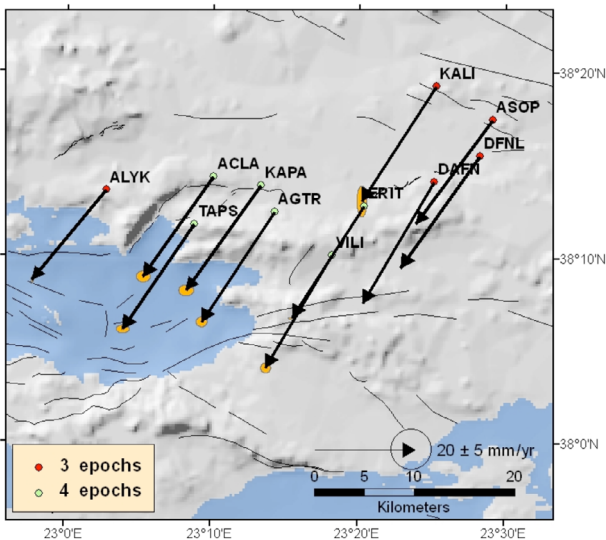 KALI
38°20'N
ASOP
DFNL
ACLA
KAPA
DAFN
ALYK
ERIT
AGTR
TAPS
VILI
38°10'N
38°0'N
20 ± 5 mm/yr
3 epochs
4 epochs
0 5 10 20
Kilometers
23°0'E 23°10'E 23°20'E 23°30'E